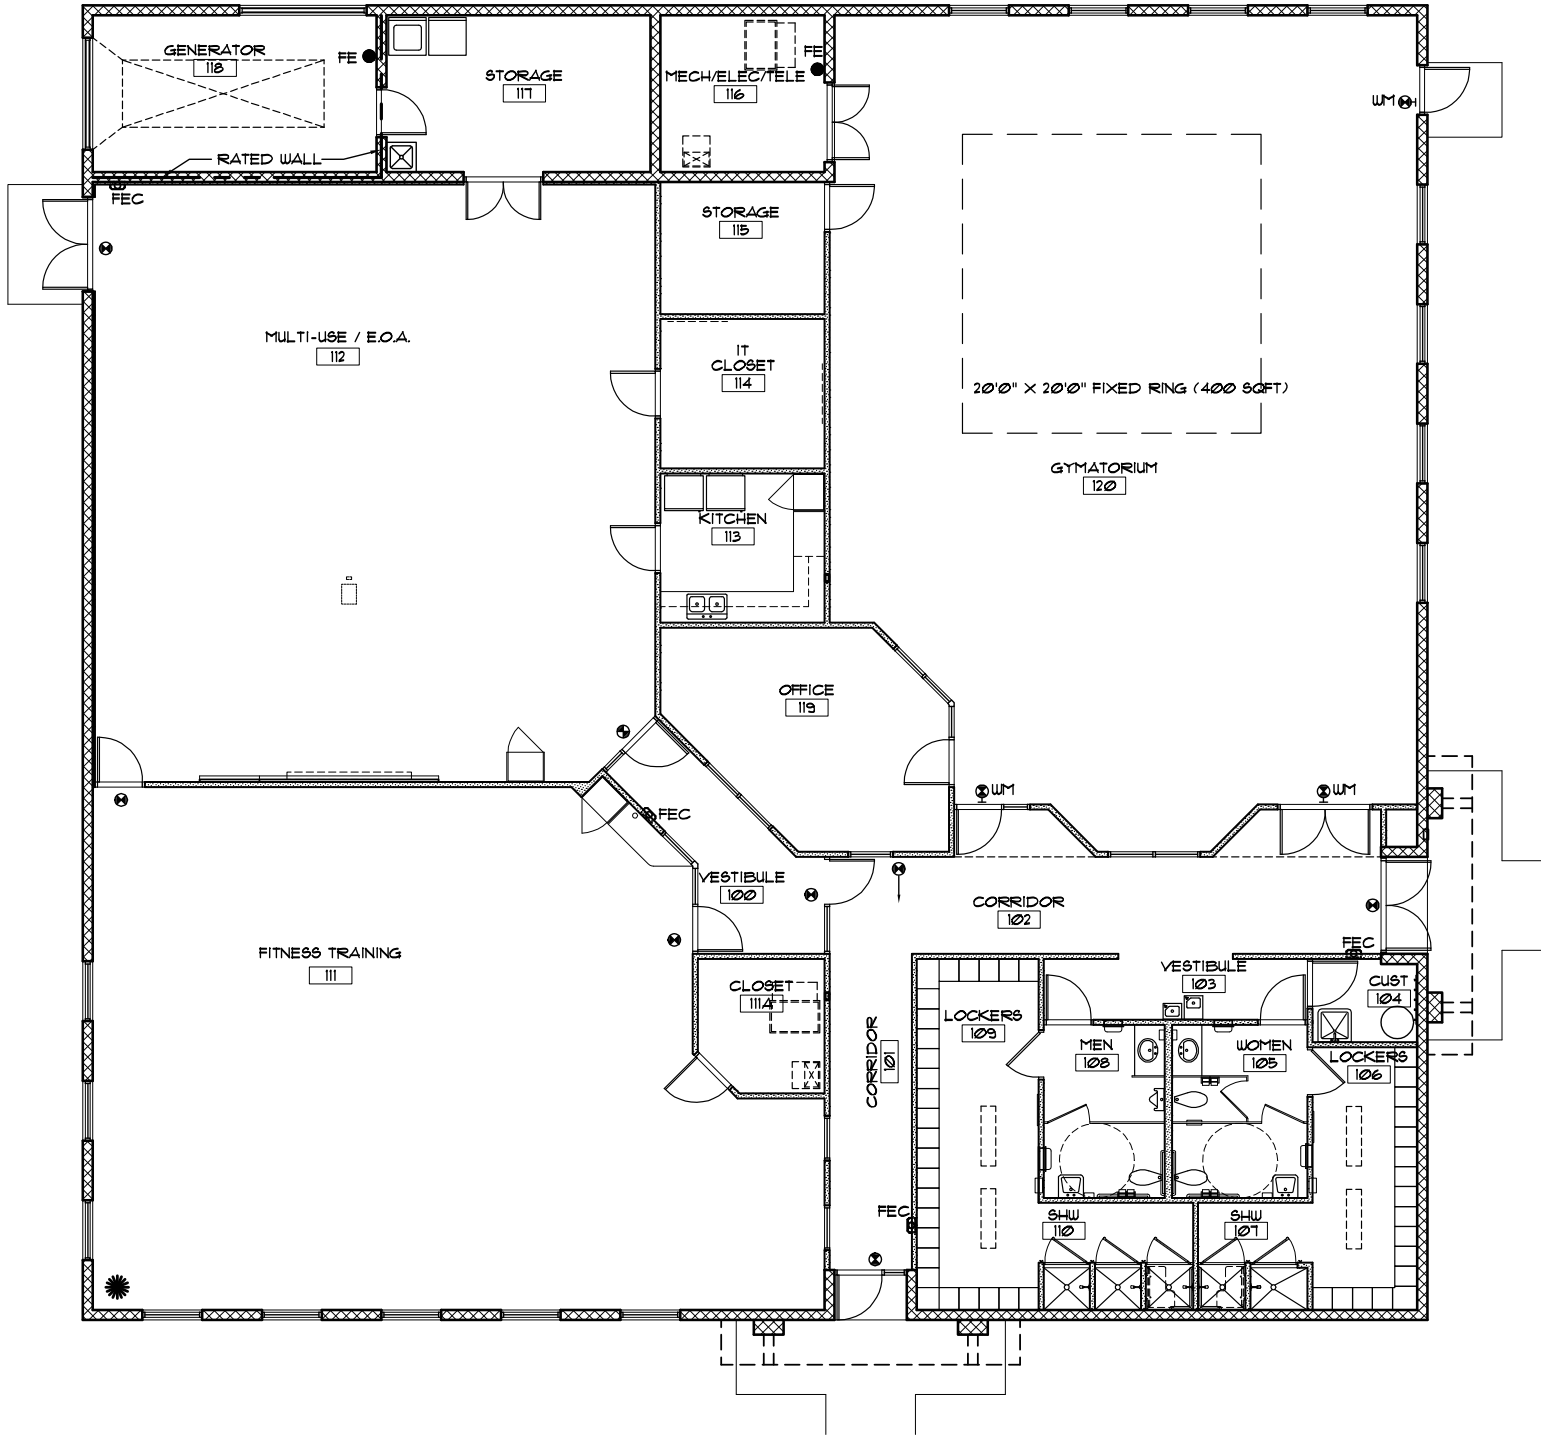 GENERATOR
118
FE
STORAGE
117
MECH/ELEC/TELE
116
FE
WM
RATED WALL
FEC
STORAGE
115
MULTI-USE / E.O.A.
112
IT
CLOSET
114
20'0" X 20'0" FIXED RING (400 SQFT)
GYMATORIUM
120
KITCHEN
113
OFFICE
119
WM
WM
FEC
VESTIBULE
100
CORRIDOR
102
FEC
FITNESS TRAINING
111
CLOSET
111A
VESTIBULE
103
CUST
104
LOCKERS
109
CORRIDOR
101
MEN
108
WOMEN
105
LOCKERS
106
FEC
SHW
110
SHW
107